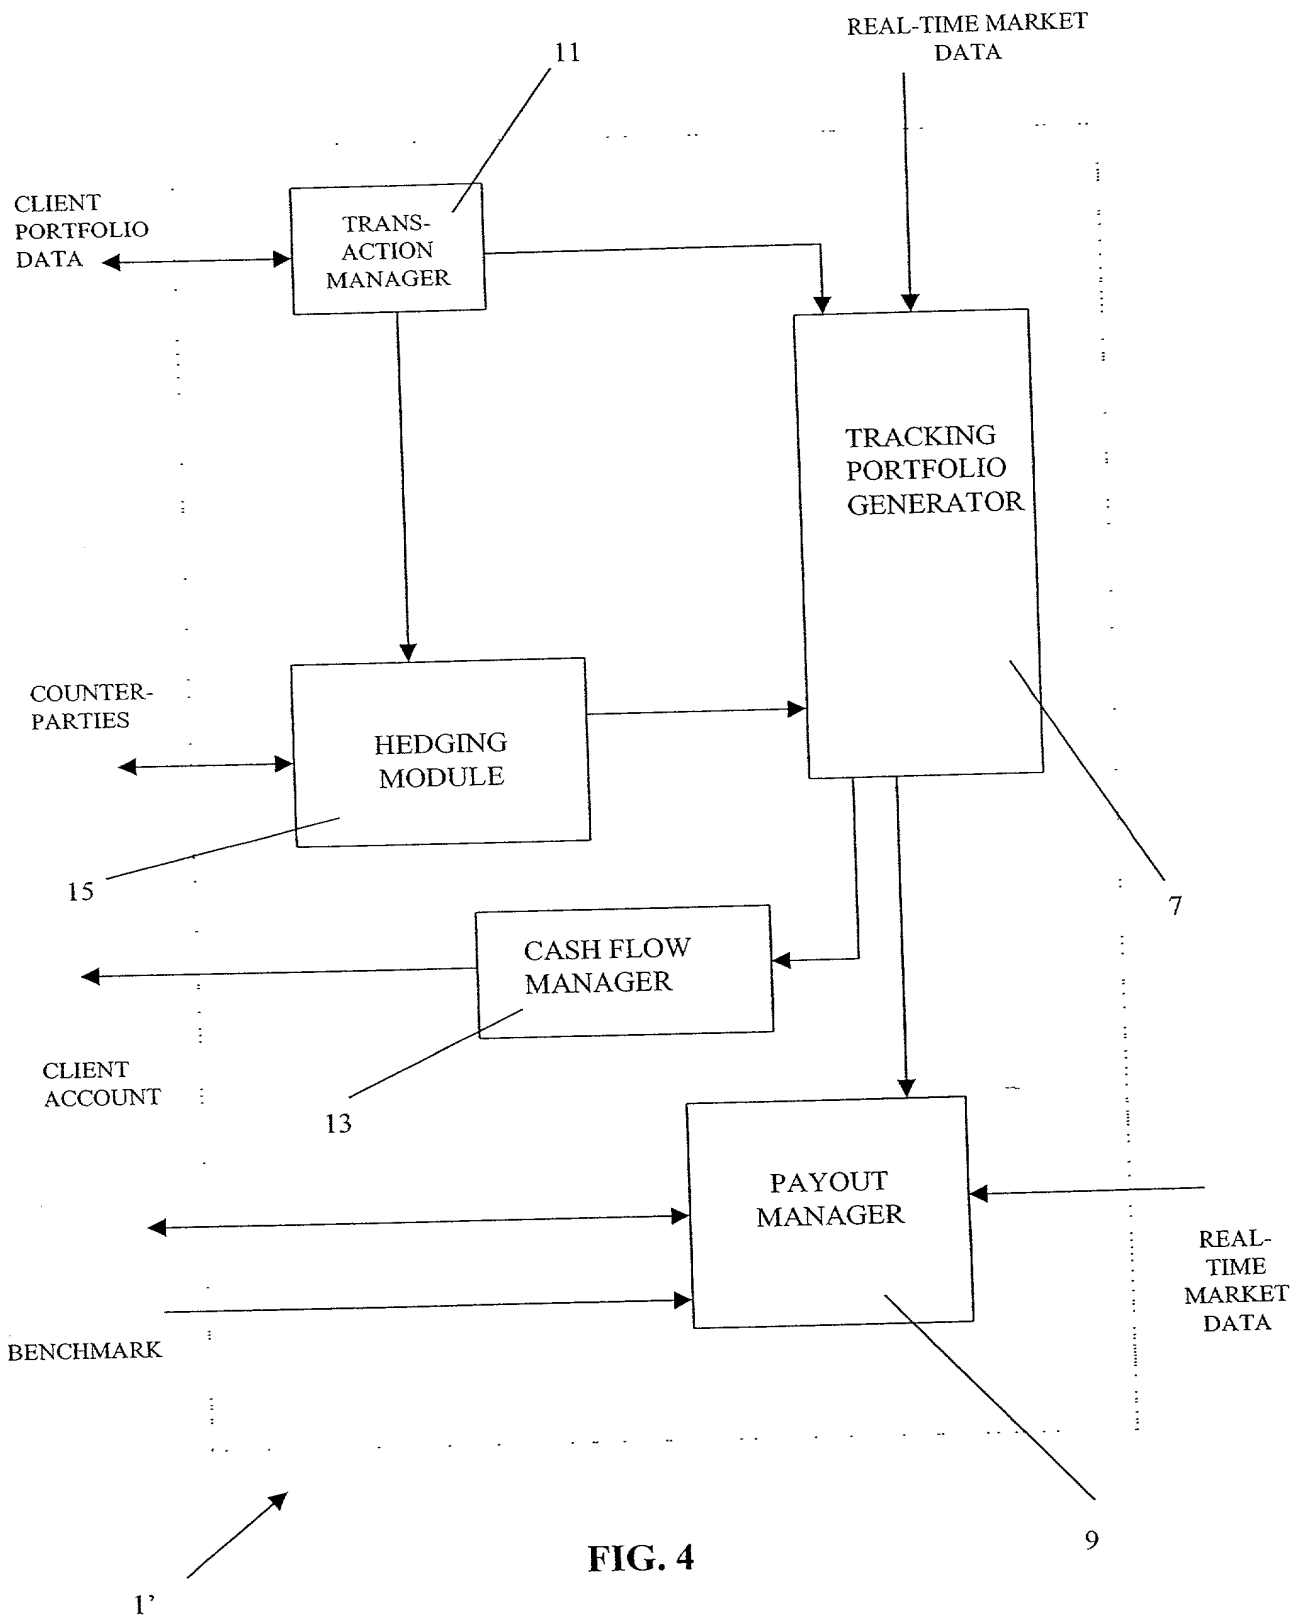 REAL-TIME MARKET
DATA
11
CLIENT
PORTFOLIO
DATA
TRANS-
ACTION
MANAGER
TRACKING
PORTFOLIO
GENERATOR
COUNTER-
PARTIES
HEDGING
MODULE
15
7
CASH FLOW
MANAGER
CLIENT
ACCOUNT
13
PAYOUT
MANAGER
REAL-
TIME
MARKET
DATA
BENCHMARK
9
FIG. 4
1’